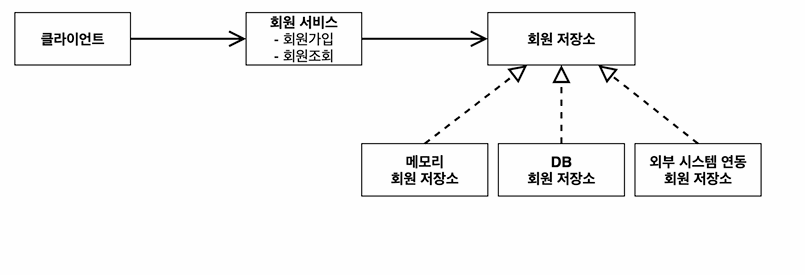 클라이언트
회원 서비스
- 회원가입
- 회원조회
회원 저장소
메모리
회원 저장소
DB
회원 저장소
외부 시스템 연동
회원 저장소